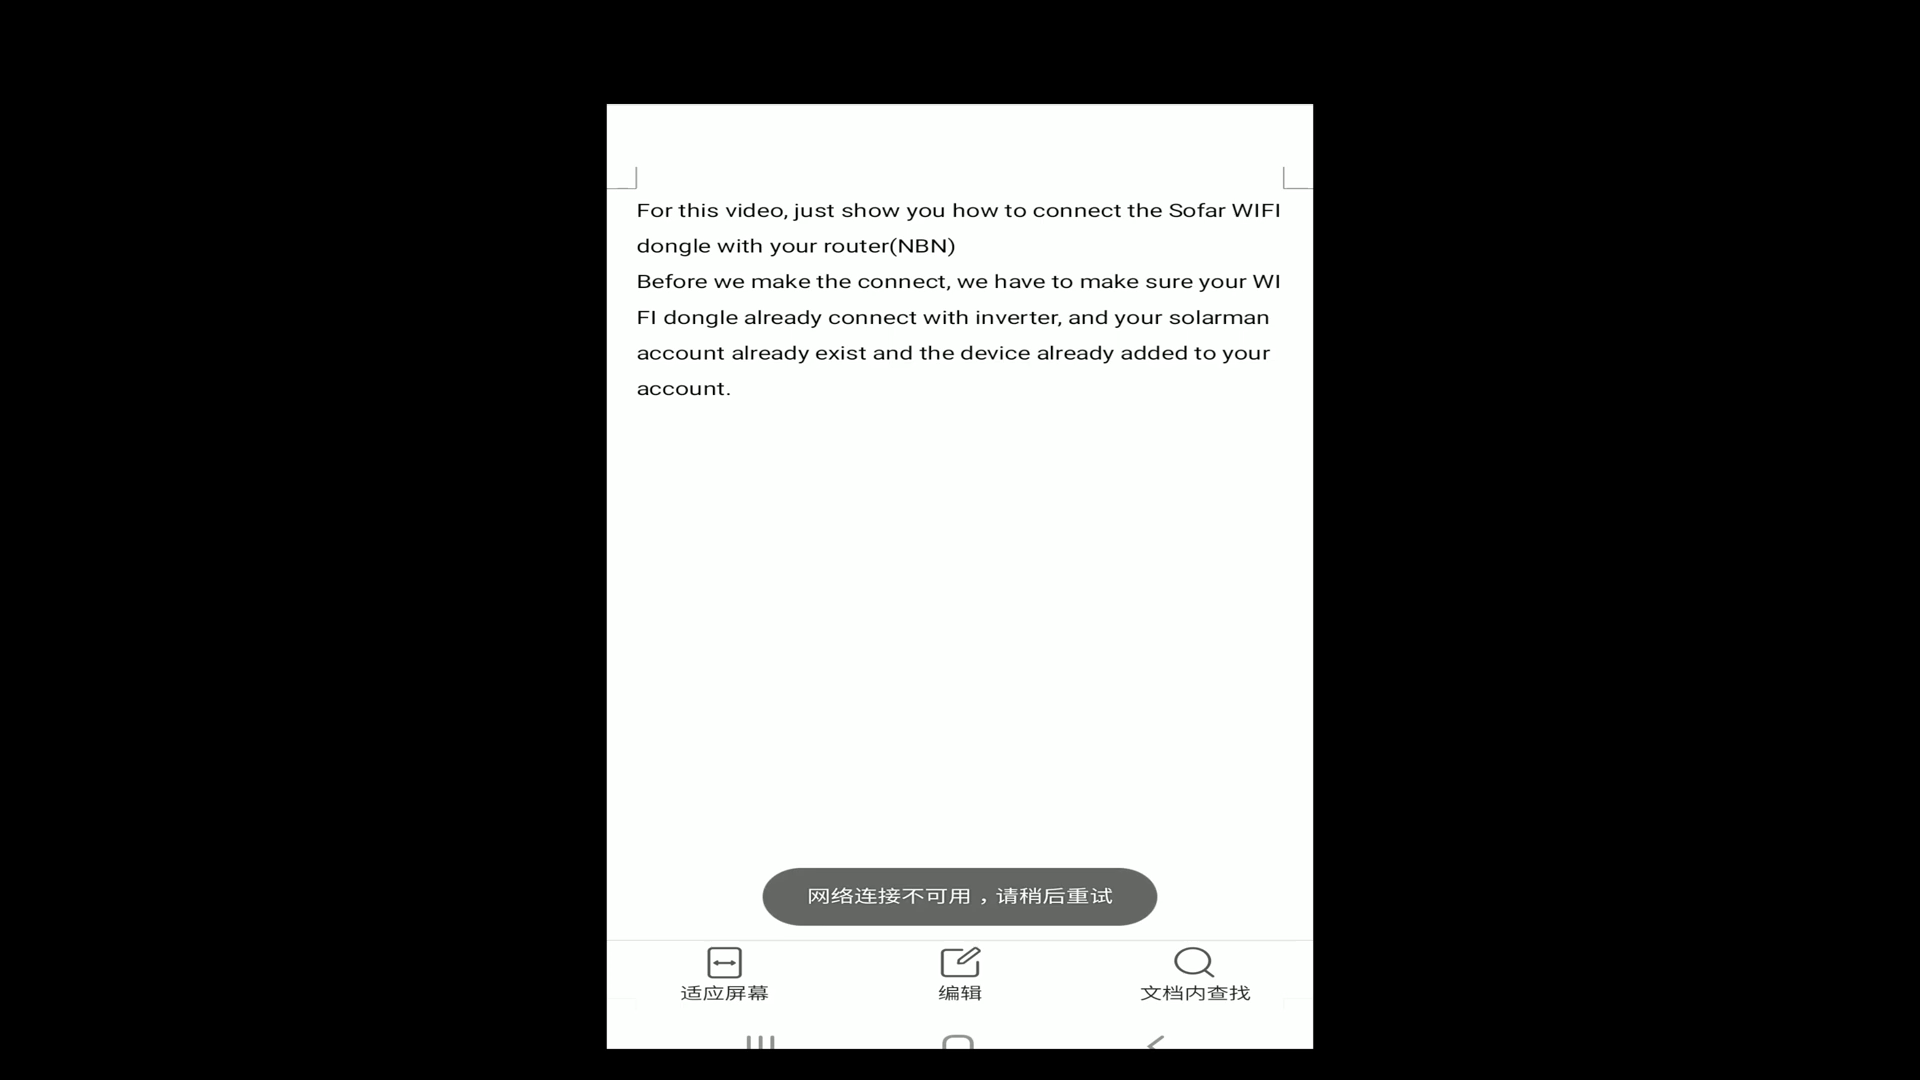 For this video, just show you how to connect the Sofar WIFI
dongle with your router(NBN)
Before we make the connect, we have to make sure your WI
FI dongle already connect with inverter, and your solarman
account already exist and the device already added to your
account.
网络连接不可用，请稍后重试
适应屏幕 编辑 文档内查找